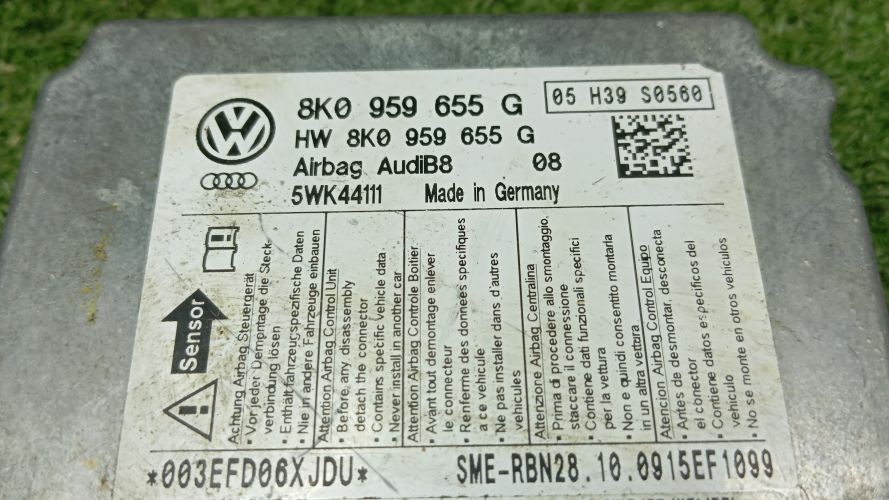 8K0 959 655 G
05 H39 S0560
HW 8K0 959 655 G
Airbag AudiB8 08
5WK44111 Made in Germany
Sensor
Achtung Airbag Steuergerät
• Vor jeder Demontage die Steck-
verbindung lösen
• Enthält fahrzeugspezifische Daten
• Nie in andere Fahrzeuge einbauen
Attention Airbag Control Unit
• Before any disassembly
detach the connector
• Contains specific vehicle data
• Never install in another car
Attention Airbag Controle Boitier
• Avant tout demontage enlever
le connecteur
• Renferme des donnees specifiques
a ce vehicule
• Ne pas installer dans d'autres
vehicules
Attenzione Airbag Centralina
• Prima di procedere allo smontaggio,
staccare il connessione
• Contiene dati funzionali specifici
per la vettura
• Non e quindi consentito montarla
in un altra vettura
Atencion Airbag Control Equipo
• Antes de desmontar, desconecta
el conector
• Contiene datos especificos del
vehiculo
• No se monte en otros vehiculos
*003EFD06XJDU* SME-RBN28.10.0915EF1099